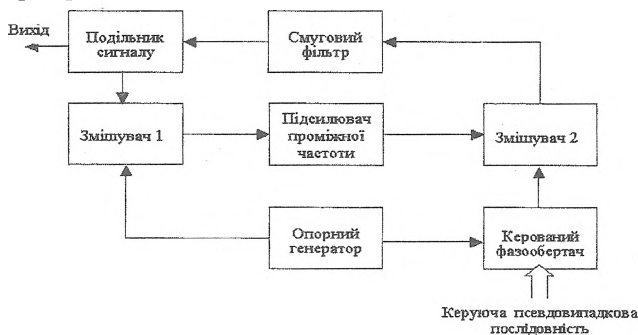 Вихід
Подільник
сигналу
Смуговий
фільтр
Змішувач 1
Підсилювач
проміжної
частоти
Змішувач 2
Опорний
генератор
Керований
фазообертач
Керуюча псевдовипадкова
послідовність